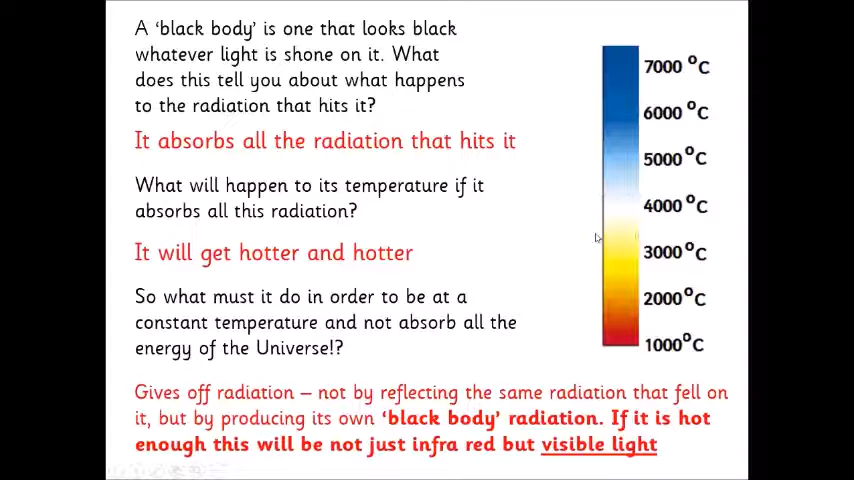 A ‘black body’ is one that looks black
whatever light is shone on it. What
does this tell you about what happens
to the radiation that hits it?
It absorbs all the radiation that hits it
What will happen to its temperature if it
absorbs all this radiation?
It will get hotter and hotter
So what must it do in order to be at a
constant temperature and not absorb all the
energy of the Universe!?
Gives off radiation – not by reflecting the same radiation that fell on
it, but by producing its own ‘black body’ radiation. If it is hot
enough this will be not just infra red but visible light
7000 °C
6000 °C
5000 °C
4000 °C
3000 °C
2000 °C
1000 °C